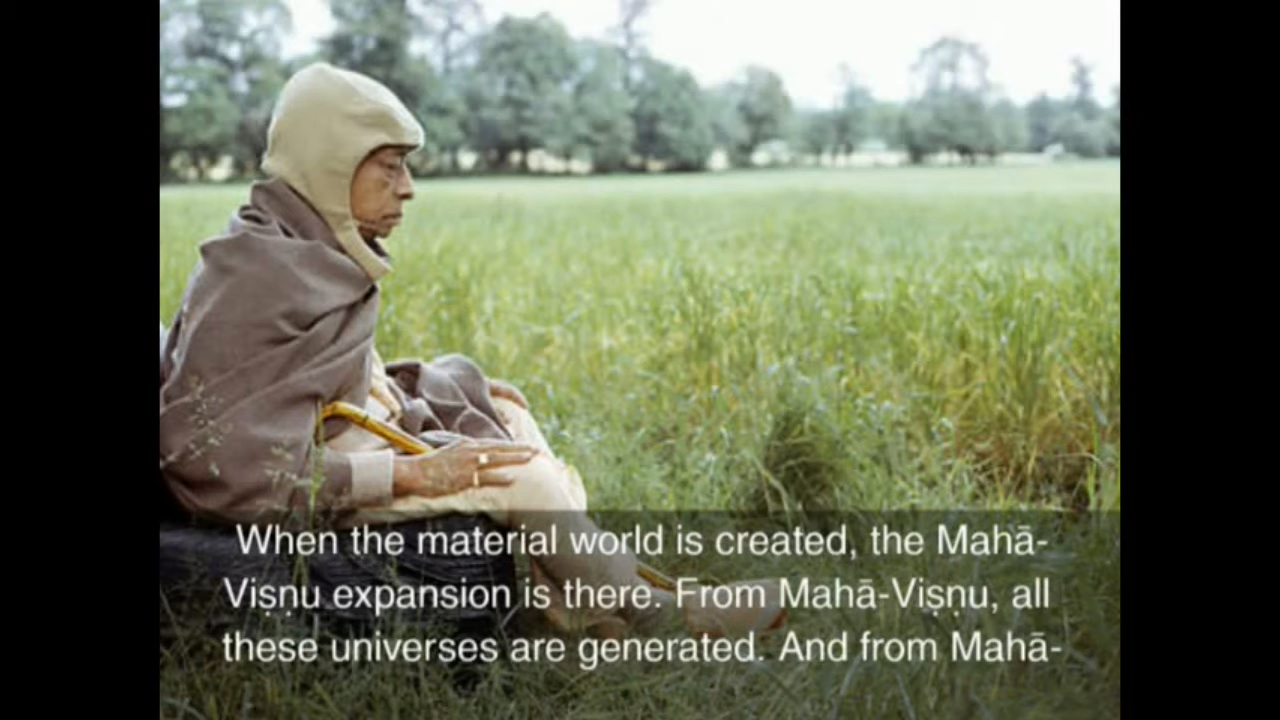 When the material world is created, the Mahā-
Viṣṇu expansion is there. From Mahā-Viṣṇu, all
these universes are generated. And from Mahā-